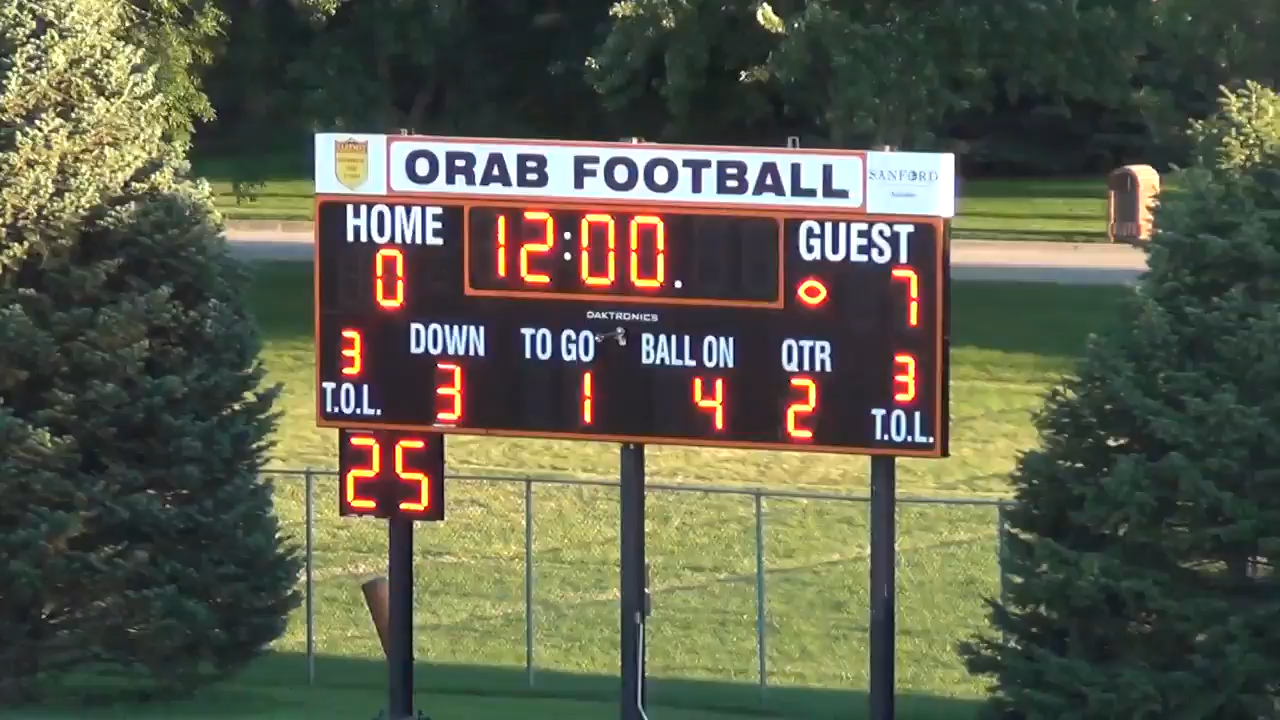 ORAB FOOTBALL
SANFORD
HOME 12:00. GUEST
0 7
DAKTRONICS
DOWN TO GO BALL ON QTR
3 3 1 4 2 3
T.O.L. T.O.L.
25